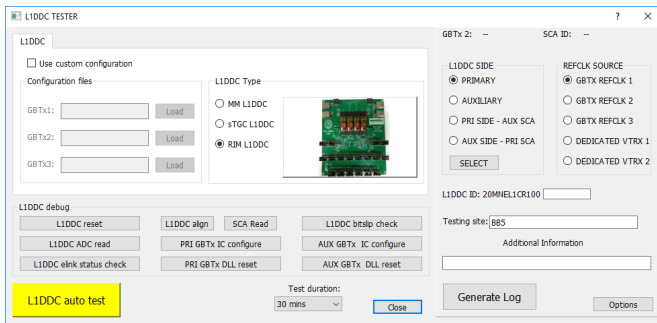 L1DDC TESTER
? ×
L1DDC
Use custom configuration
Configuration files
GBTx1: Load
GBTx2: Load
GBTx3: Load
L1DDC Type
MM L1DDC
sTGC L1DDC
RIM L1DDC
L1DDC debug
L1DDC reset L1DDC align SCA Read L1DDC bitslip check
L1DDC ADC read PRI GBTx IC configure AUX GBTx IC configure
L1DDC elink status check PRI GBTx DLL reset AUX GBTx DLL reset
L1DDC auto test
Test duration:
30 mins
Close
GBTx 2: -- SCA ID: --
L1DDC SIDE
PRIMARY
AUXILIARY
PRI SIDE - AUX SCA
AUX SIDE - PRI SCA
SELECT
REFCLK SOURCE
GBTX REFCLK 1
GBTX REFCLK 2
GBTX REFCLK 3
DEDICATED VTRX 1
DEDICATED VTRX 2
L1DDC ID: 20MNEL1CR100
Testing site: BB5
Additional Information
Generate Log
Options